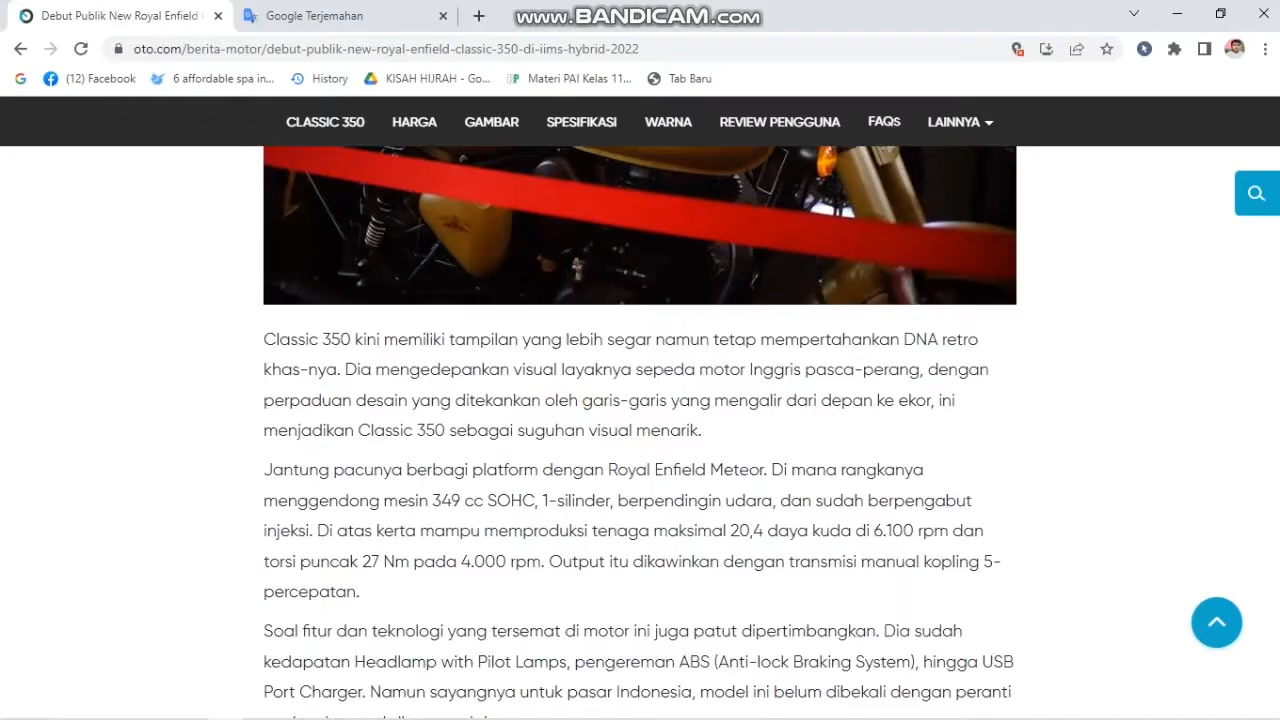 Debut Publik New Royal Enfield
Google Terjemahan
www.BANDICAM.com
oto.com/berita-motor/debut-publik-new-royal-enfield-classic-350-di-iims-hybrid-2022
(12) Facebook
6 affordable spa in...
History
KISAH HIJRAH - Go...
Materi PAI Kelas 11...
Tab Baru
CLASSIC 350
HARGA
GAMBAR
SPESIFIKASI
WARNA
REVIEW PENGGUNA
FAQs
LAINNYA
Classic 350 kini memiliki tampilan yang lebih segar namun tetap mempertahankan DNA retro
khas-nya. Dia mengedepankan visual layaknya sepeda motor Inggris pasca-perang, dengan
perpaduan desain yang ditekankan oleh garis-garis yang mengalir dari depan ke ekor, ini
menjadikan Classic 350 sebagai suguhan visual menarik.
Jantung pacunya berbagi platform dengan Royal Enfield Meteor. Di mana rangkanya
menggendong mesin 349 cc SOHC, 1-silinder, berpendingin udara, dan sudah berpengabut
injeksi. Di atas kerta mampu memproduksi tenaga maksimal 20,4 daya kuda di 6.100 rpm dan
torsi puncak 27 Nm pada 4.000 rpm. Output itu dikawinkan dengan transmisi manual kopling 5-
percepatan.
Soal fitur dan teknologi yang tersemat di motor ini juga patut dipertimbangkan. Dia sudah
kedapatan Headlamp with Pilot Lamps, pengereman ABS (Anti-lock Braking System), hingga USB
Port Charger. Namun sayangnya untuk pasar Indonesia, model ini belum dibekali dengan peranti